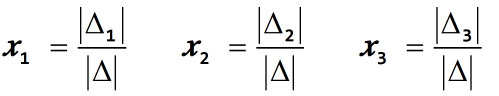 x₁ = |Δ₁| / |Δ| x₂ = |Δ₂| / |Δ| x₃ = |Δ₃| / |Δ|